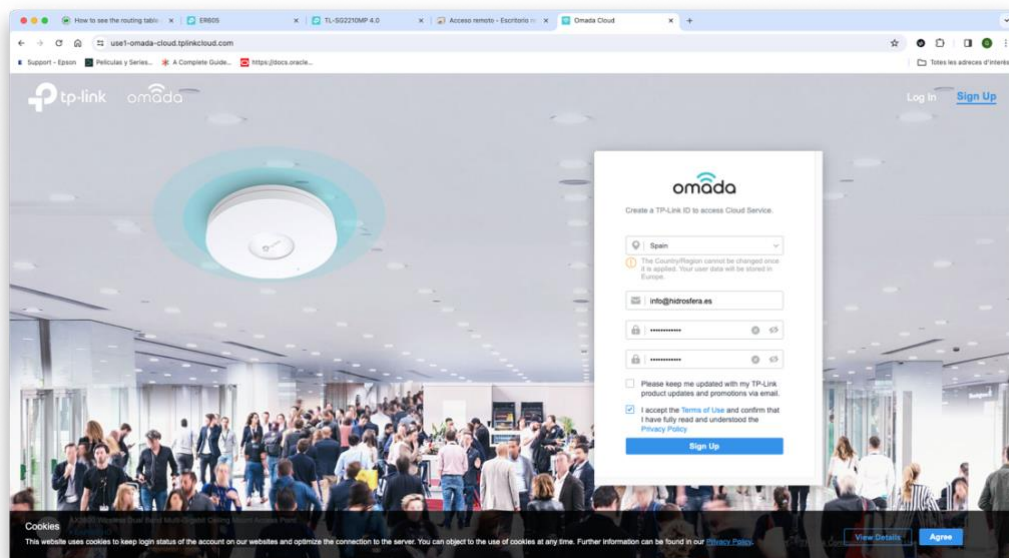 How to see the routing table
ER605
TL-SG2210MP 4.0
Acceso remoto - Escritorio r
Omada Cloud
use1-omada-cloud.tplinkcloud.com
Support - Epson
Películas y Series...
A Complete Guide...
https://docs.oracle...
Totes les adreces d'interès
tp-link
omada
Log In
Sign Up
omada
Create a TP-Link ID to access Cloud Service.
Spain
The Country/Region cannot be changed once
it is applied. Your user data will be stored in
Europe.
info@hidrosfera.es
Please keep me updated with my TP-Link
product updates and promotions via email.
I accept the Terms of Use and confirm that
I have fully read and understood the
Privacy Policy
Sign Up
Cookies
This website uses cookies to keep login status of the account on our websites and optimize the connection to the server. You can object to the use of cookies at any time. Further information can be found in our Privacy Policy.
View Details
Agree